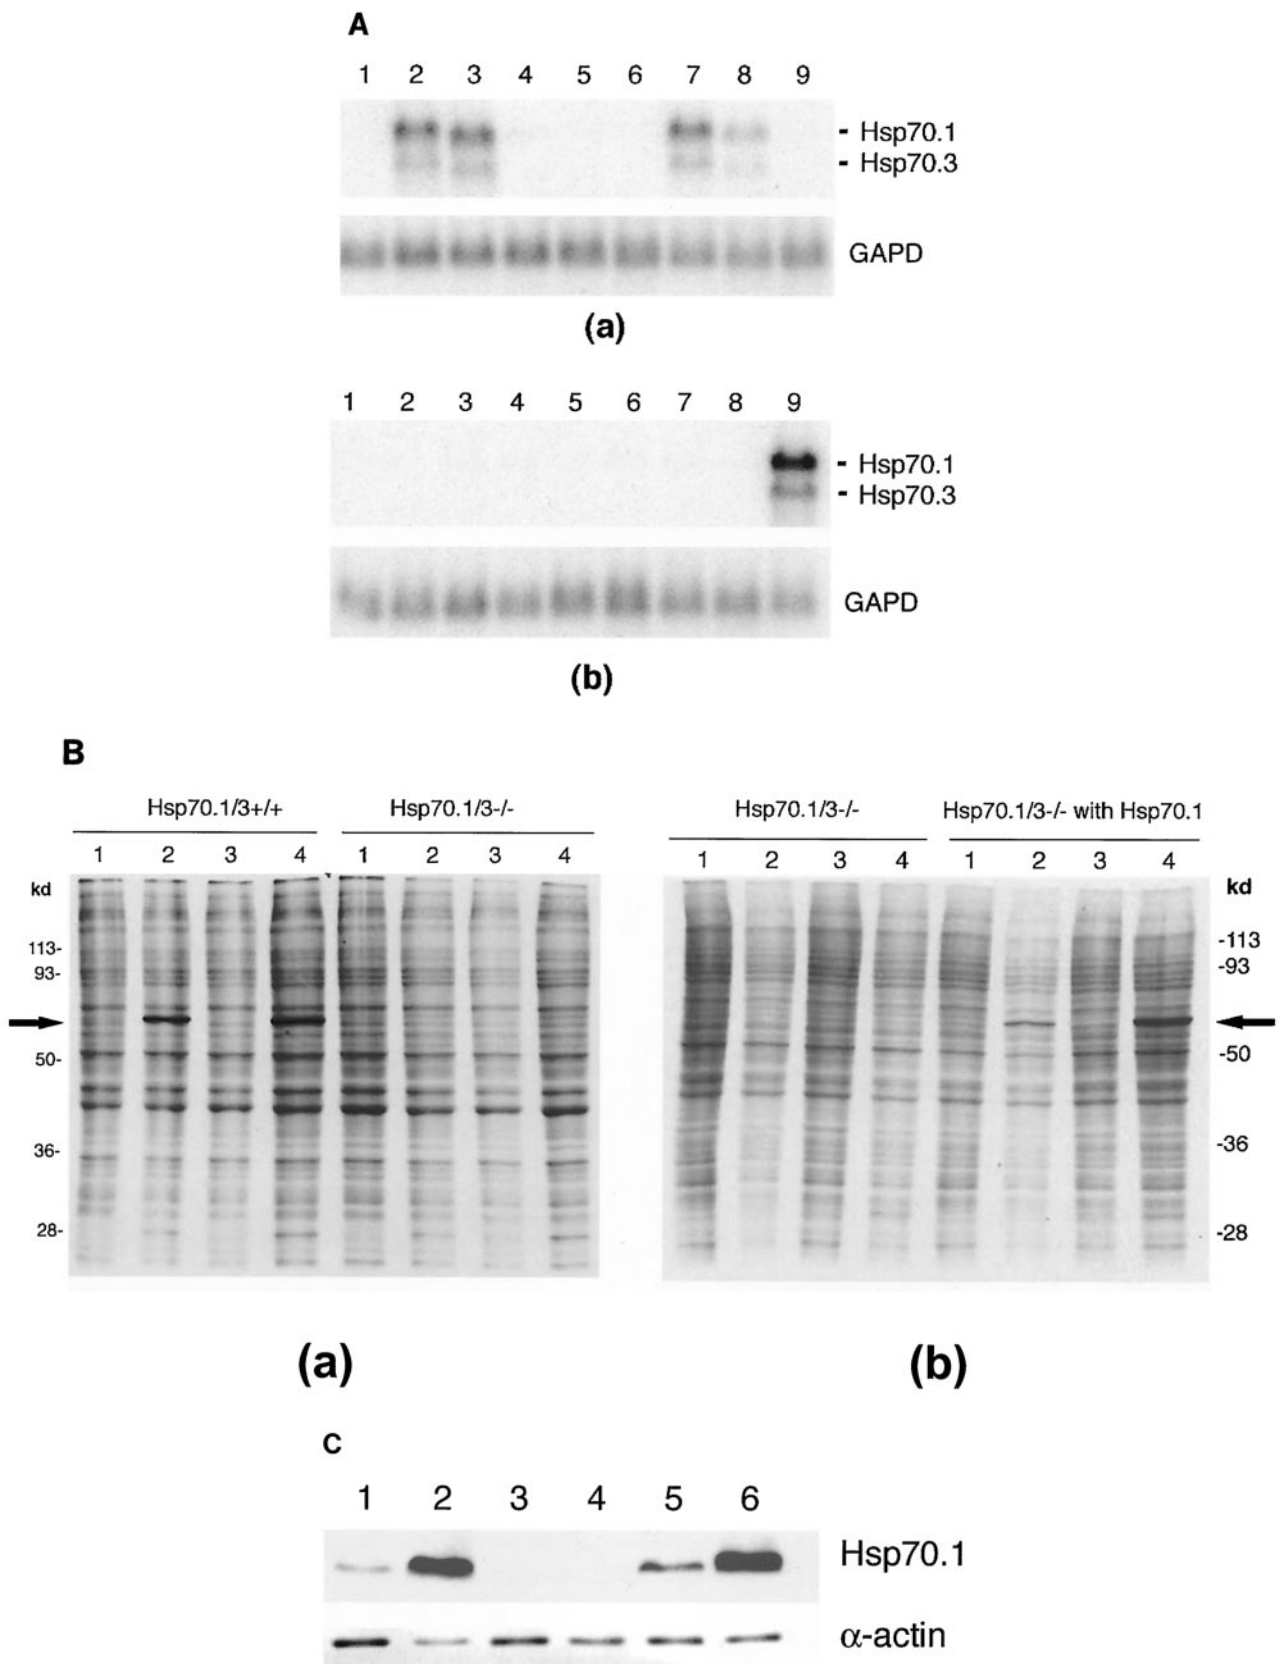 A
1 2 3 4 5 6 7 8 9
- Hsp70.1
- Hsp70.3
GAPD
(a)
1 2 3 4 5 6 7 8 9
- Hsp70.1
- Hsp70.3
GAPD
(b)
B
Hsp70.1/3+/+ Hsp70.1/3-/-
1 2 3 4 1 2 3 4
kd
113-
93-
50-
36-
28-
(a)
Hsp70.1/3-/- Hsp70.1/3-/- with Hsp70.1
1 2 3 4 1 2 3 4
kd
-113
-93
-50
-36
-28
(b)
C
1 2 3 4 5 6
Hsp70.1
α-actin